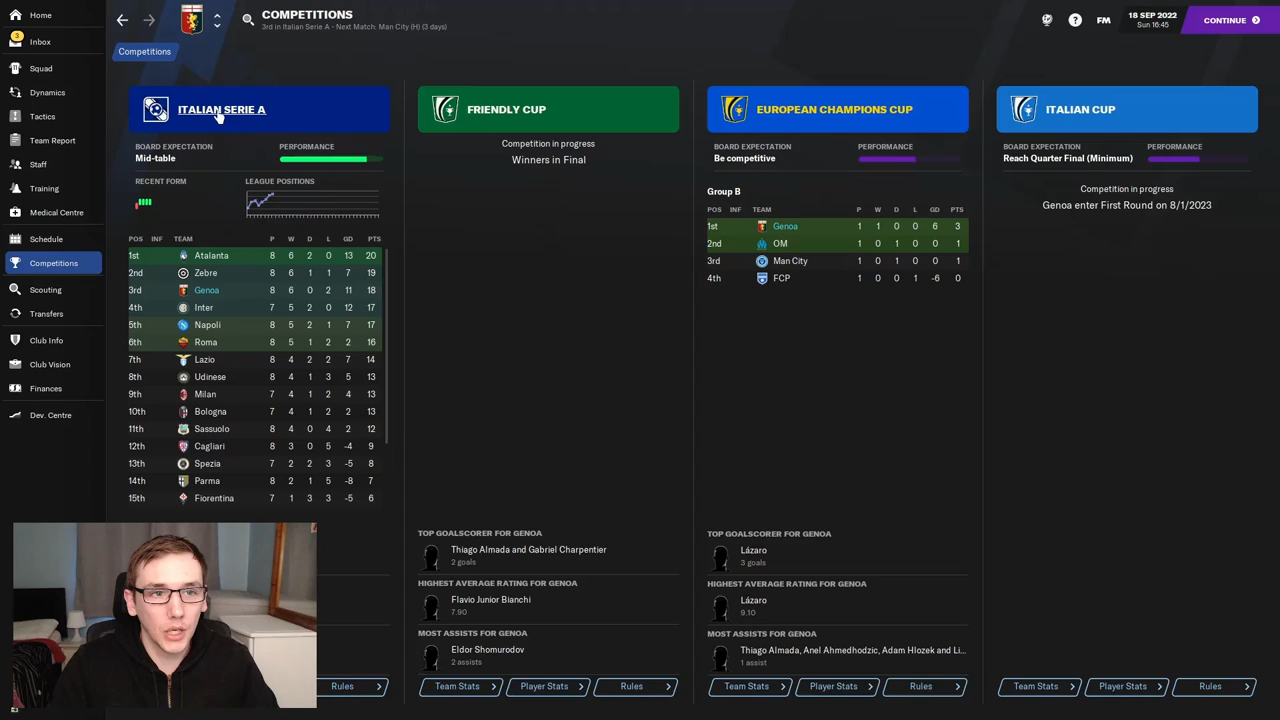 Home
3
Inbox
Squad
Dynamics
Tactics
Team Report
Staff
Training
Medical Centre
Schedule
Competitions
Scouting
Transfers
Club Info
Club Vision
Finances
Dev. Centre
COMPETITIONS
3rd in Italian Serie A - Next Match: Man City (H) (3 days)
FM
18 SEP 2022
Sun 16:45
CONTINUE
Competitions
ITALIAN SERIE A
BOARD EXPECTATION PERFORMANCE
Mid-table
RECENT FORM LEAGUE POSITIONS
POS INF TEAM P W D L GD PTS
1st Atalanta 8 6 2 0 13 20
2nd Zebre 8 6 1 1 7 19
3rd Genoa 8 6 0 2 11 18
4th Inter 7 5 2 0 12 17
5th Napoli 8 5 2 1 7 17
6th Roma 8 5 1 2 2 16
7th Lazio 8 4 2 2 7 14
8th Udinese 8 4 1 3 5 13
9th Milan 7 4 1 2 4 13
10th Bologna 7 4 1 2 2 13
11th Sassuolo 8 4 0 4 2 12
12th Cagliari 8 3 0 5 -4 9
13th Spezia 7 2 2 3 -5 8
14th Parma 8 2 1 5 -8 7
15th Fiorentina 7 1 3 3 -5 6
Rules
FRIENDLY CUP
Competition in progress
Winners in Final
TOP GOALSCORER FOR GENOA
Thiago Almada and Gabriel Charpentier
2 goals
HIGHEST AVERAGE RATING FOR GENOA
Flavio Junior Bianchi
7.90
MOST ASSISTS FOR GENOA
Eldor Shomurodov
2 assists
Team Stats Player Stats Rules
EUROPEAN CHAMPIONS CUP
BOARD EXPECTATION PERFORMANCE
Be competitive
Group B
POS INF TEAM P W D L GD PTS
1st Genoa 1 1 0 0 6 3
2nd OM 1 0 1 0 0 1
3rd Man City 1 0 1 0 0 1
4th FCP 1 0 0 1 -6 0
TOP GOALSCORER FOR GENOA
Lázaro
3 goals
HIGHEST AVERAGE RATING FOR GENOA
Lázaro
9.10
MOST ASSISTS FOR GENOA
Thiago Almada, Anel Ahmedhodzic, Adam Hlozek and Li...
1 assist
Team Stats Player Stats Rules
ITALIAN CUP
BOARD EXPECTATION PERFORMANCE
Reach Quarter Final (Minimum)
Competition in progress
Genoa enter First Round on 8/1/2023
Team Stats Player Stats Rules